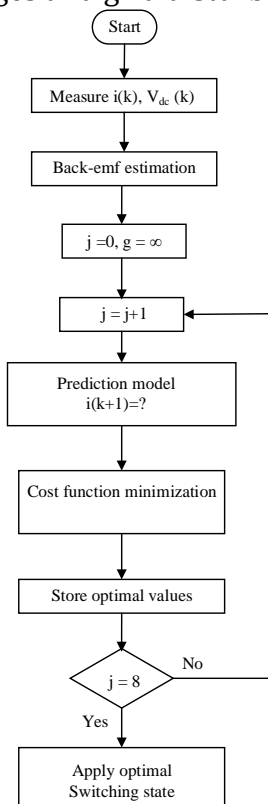 Start
Measure i(k), Vdc (k)
Back-emf estimation
j =0, g = ∞
j = j+1
Prediction model
i(k+1)=?
Cost function minimization
Store optimal values
j = 8
No
Yes
Apply optimal
Switching state